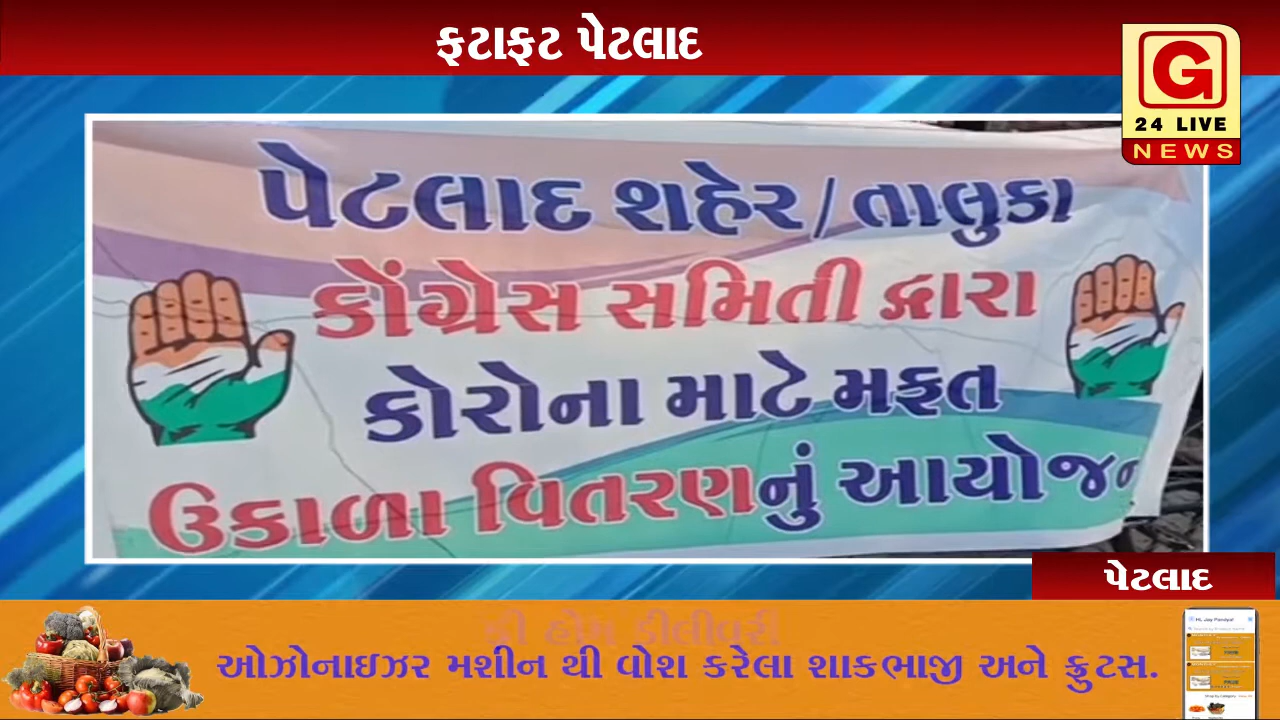 ફટાફટ પેટલાદ
G
24 LIVE
NEWS
પેટલાદ શહેર / તાલુકા
કોંગ્રેસ સમિતી દ્વારા
કોરોના માટે મફત
ઉકાળા વિતરણનું આયોજન
પેટલાદ
ફ્રી હોમ ડીલીવરી
ઓઝોનાઇઝર મશીન થી વોશ કરેલા શાકભાજી અને ફ્રુટસ.